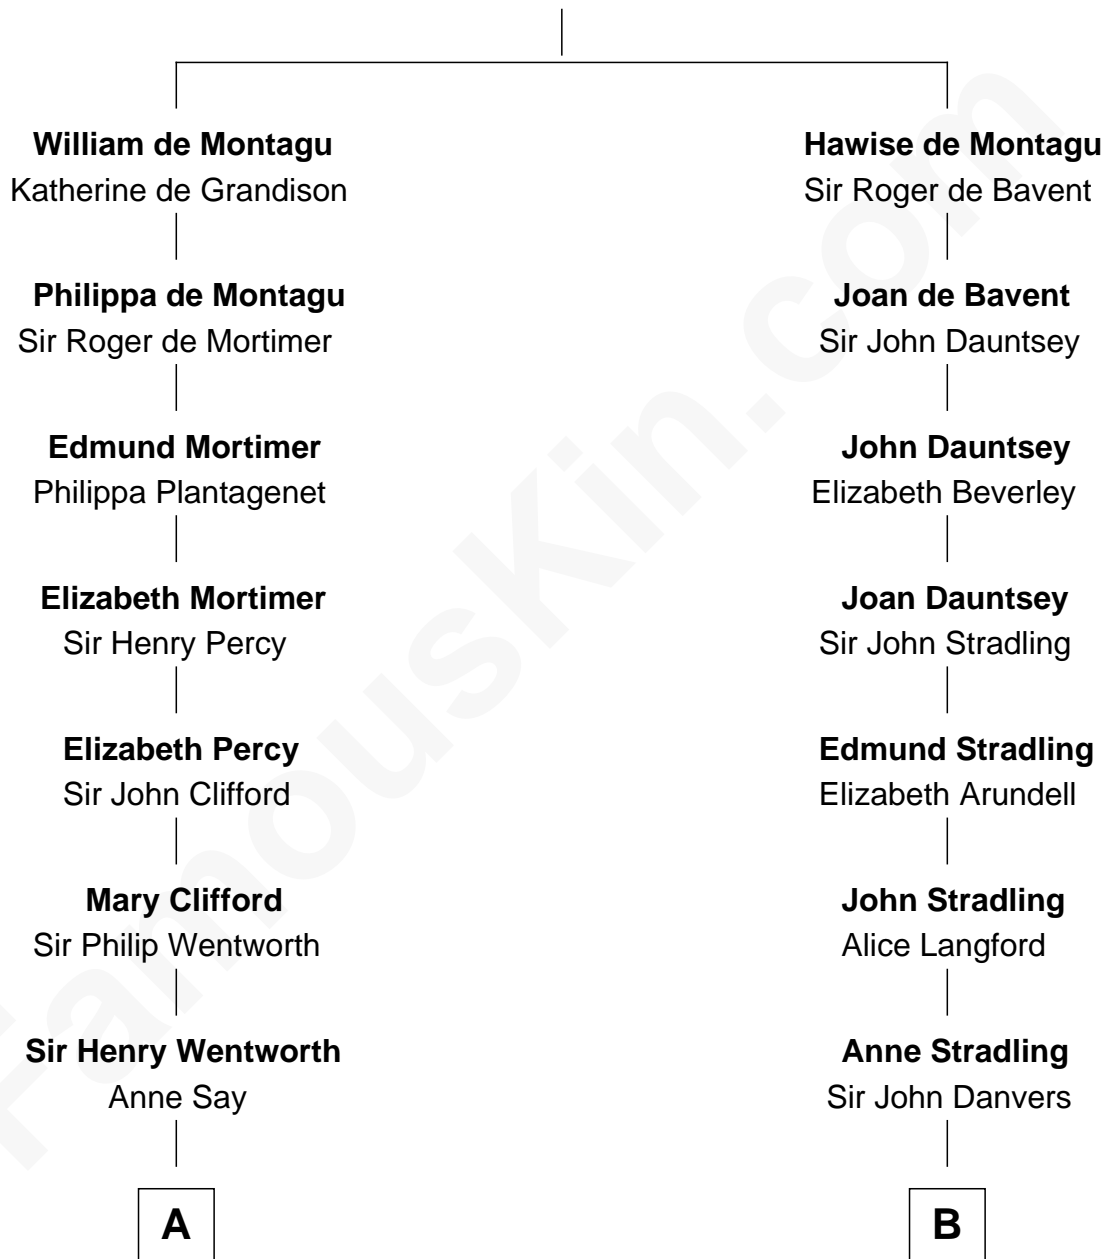 William de Montagu
Katherine de Grandison
Philippa de Montagu
Sir Roger de Mortimer
Edmund Mortimer
Philippa Plantagenet
Elizabeth Mortimer
Sir Henry Percy
Elizabeth Percy
Sir John Clifford
Mary Clifford
Sir Philip Wentworth
Sir Henry Wentworth
Anne Say
A
Hawise de Montagu
Sir Roger de Bavent
Joan de Bavent
Sir John Dauntsey
John Dauntsey
Elizabeth Beverley
Joan Dauntsey
Sir John Stradling
Edmund Stradling
Elizabeth Arundell
John Stradling
Alice Langford
Anne Stradling
Sir John Danvers
B
FamousKin.com